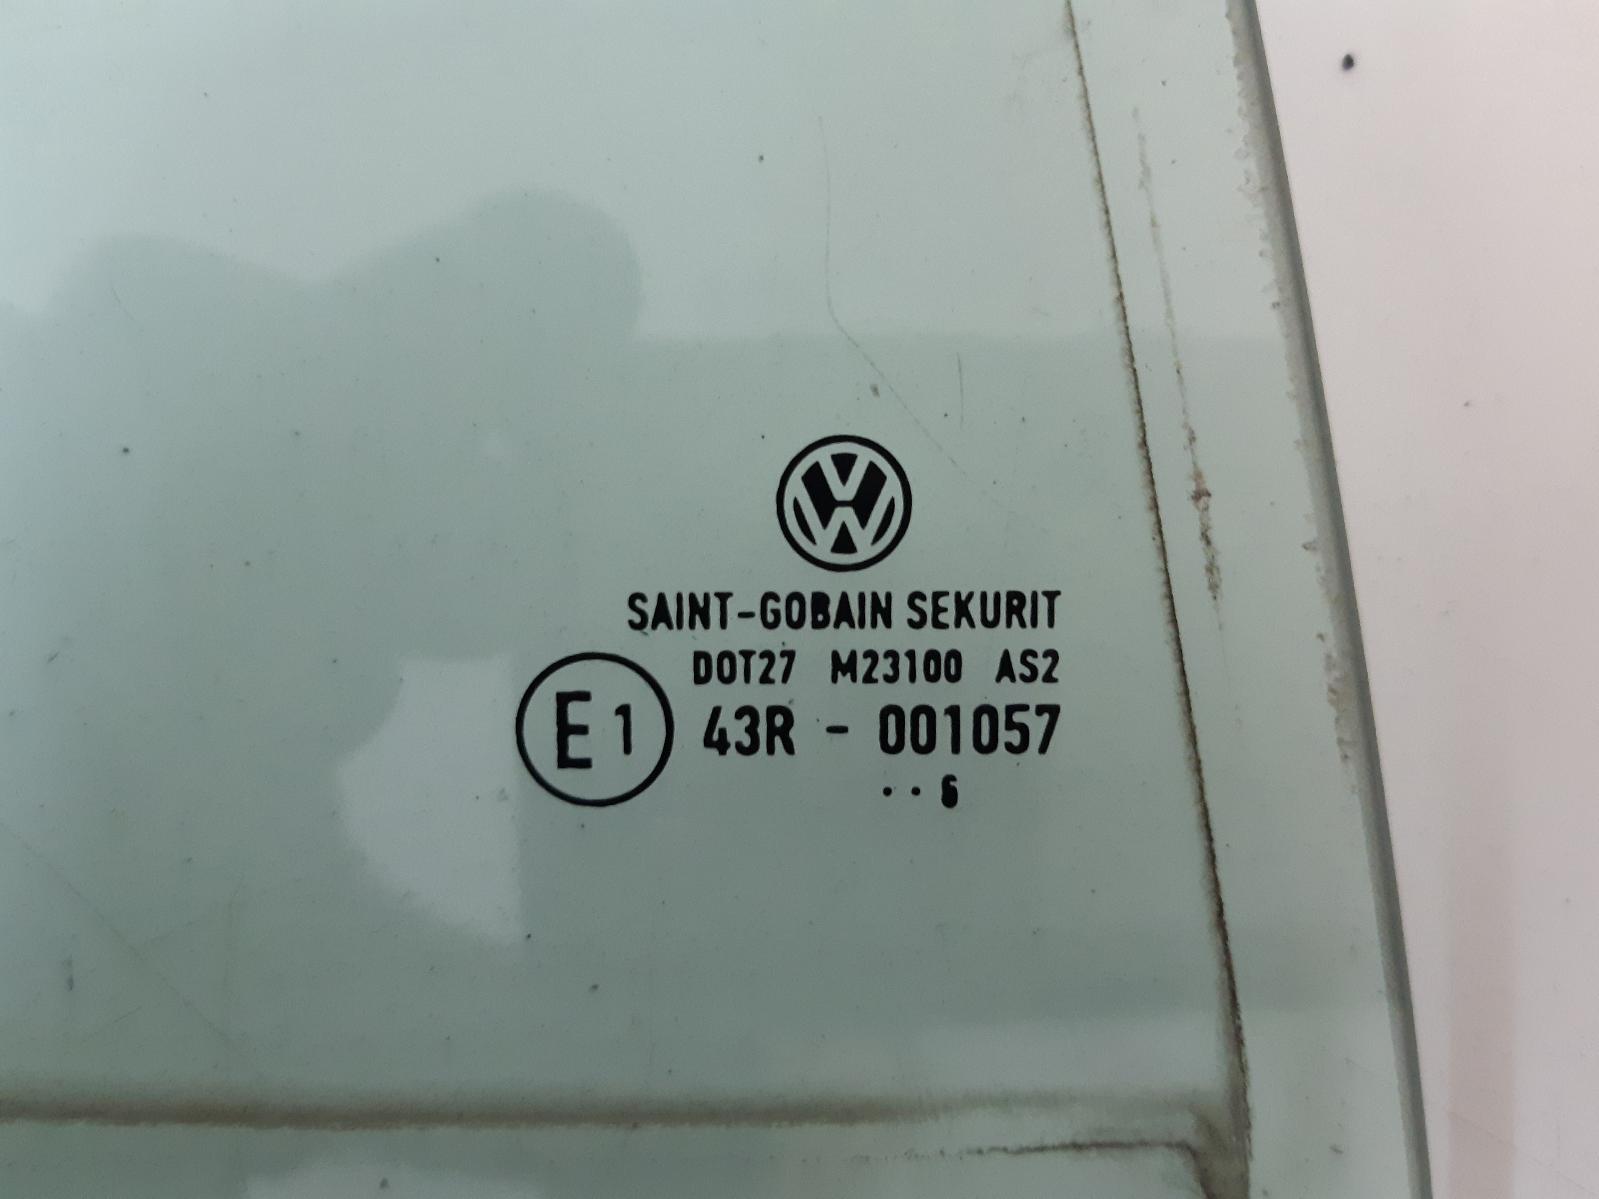 SAINT-GOBAIN SEKURIT
DOT27 M23100 AS2
E1 43R - 001057
. . 6